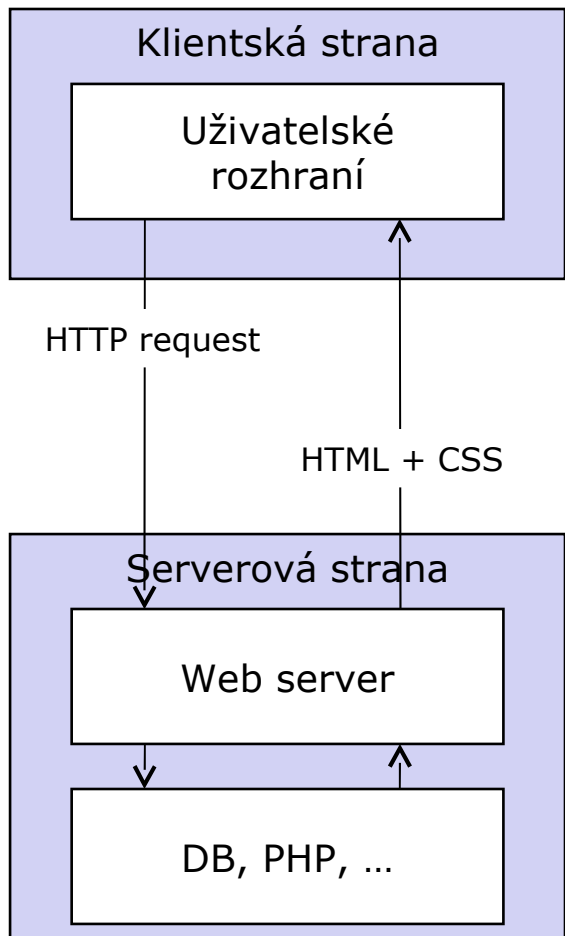 Klientská strana
Uživatelské
rozhraní
HTTP request
HTML + CSS
Serverová strana
Web server
DB, PHP, …